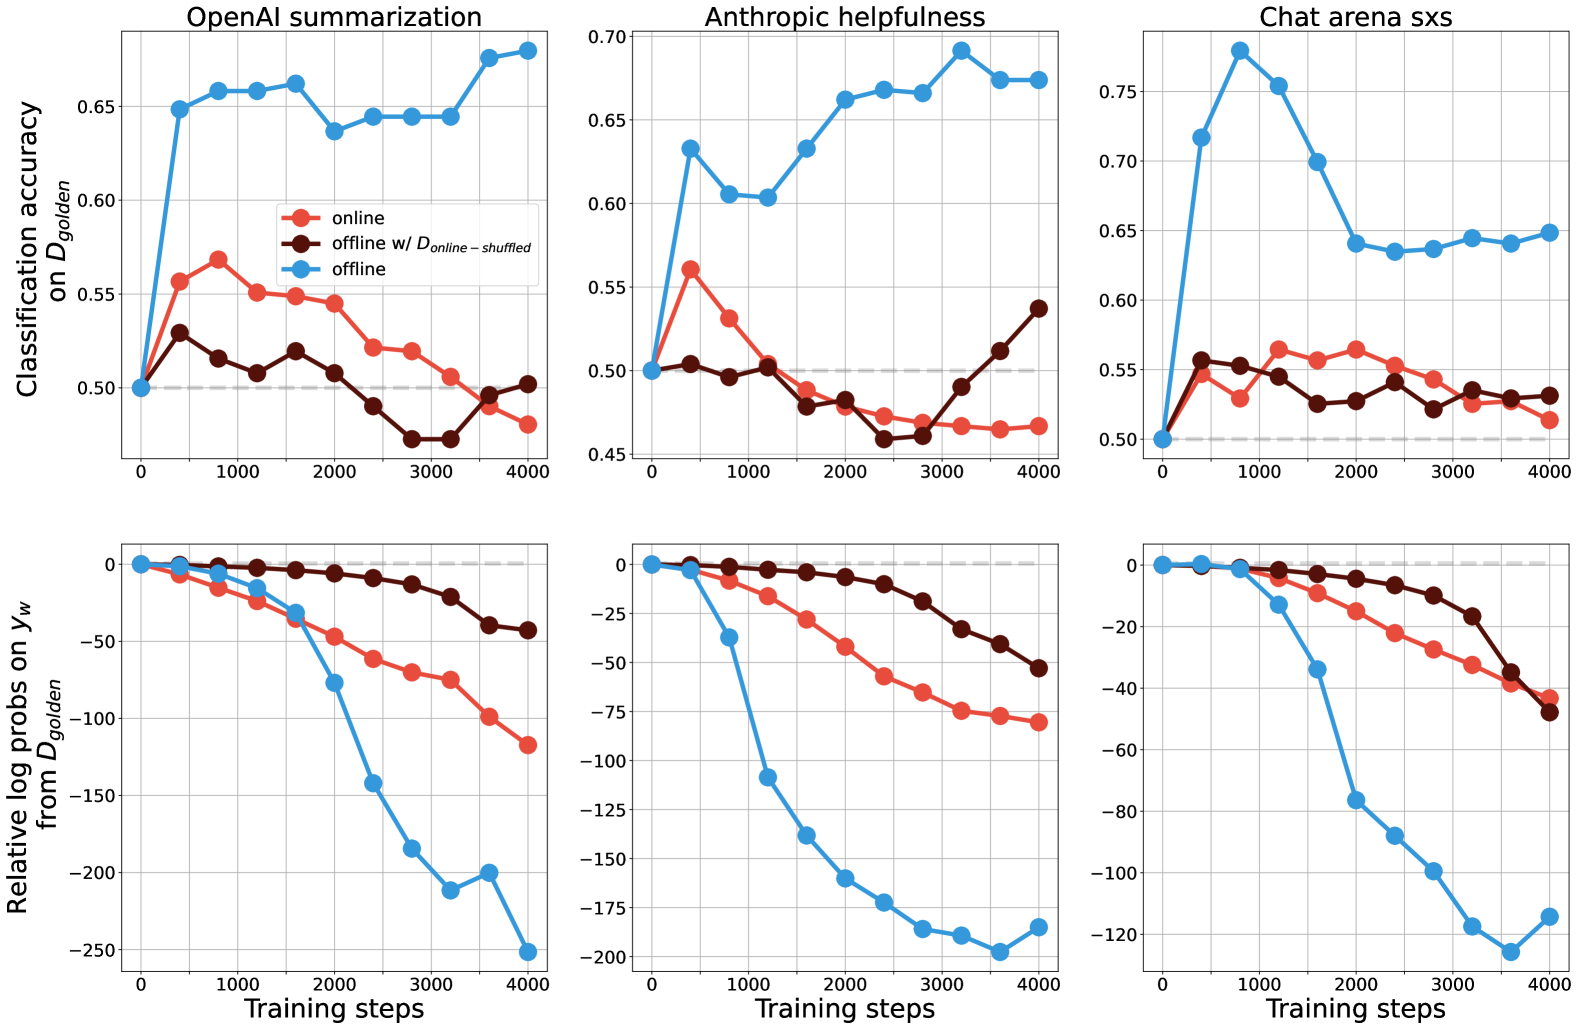 OpenAI summarization
Anthropic helpfulness
Chat arena sxs
Classification accuracy
on D_golden
0.65
0.60
0.55
0.50
online
offline w/ D_online−shuffled
offline
0 1000 2000 3000 4000
0.70
0.65
0.60
0.55
0.50
0.45
0 1000 2000 3000 4000
0.75
0.70
0.65
0.60
0.55
0.50
0 1000 2000 3000 4000
Relative log probs on y_w
from D_golden
0
−50
−100
−150
−200
−250
0 1000 2000 3000 4000
Training steps
0
−25
−50
−75
−100
−125
−150
−175
−200
0 1000 2000 3000 4000
Training steps
0
−20
−40
−60
−80
−100
−120
0 1000 2000 3000 4000
Training steps